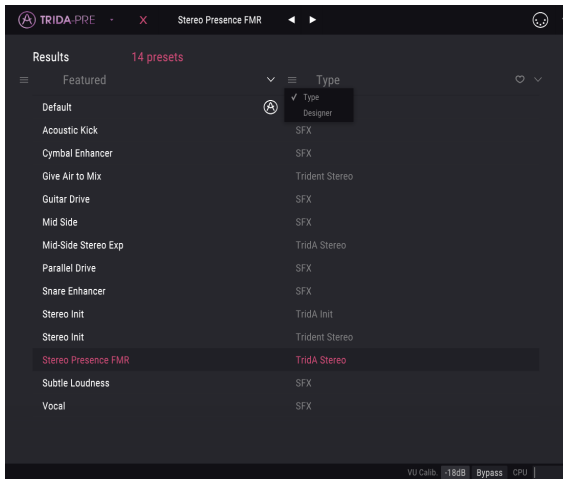 TRIDA-PRE X Stereo Presence FMR
Results 14 presets
Featured Type
✓ Type
Designer
Default
Acoustic Kick SFX
Cymbal Enhancer SFX
Give Air to Mix Trident Stereo
Guitar Drive SFX
Mid Side SFX
Mid-Side Stereo Exp TridA Stereo
Parallel Drive SFX
Snare Enhancer SFX
Stereo Init TridA Init
Stereo Init Trident Stereo
Stereo Presence FMR TridA Stereo
Subtle Loudness SFX
Vocal SFX
VU Calib. -18dB Bypass CPU